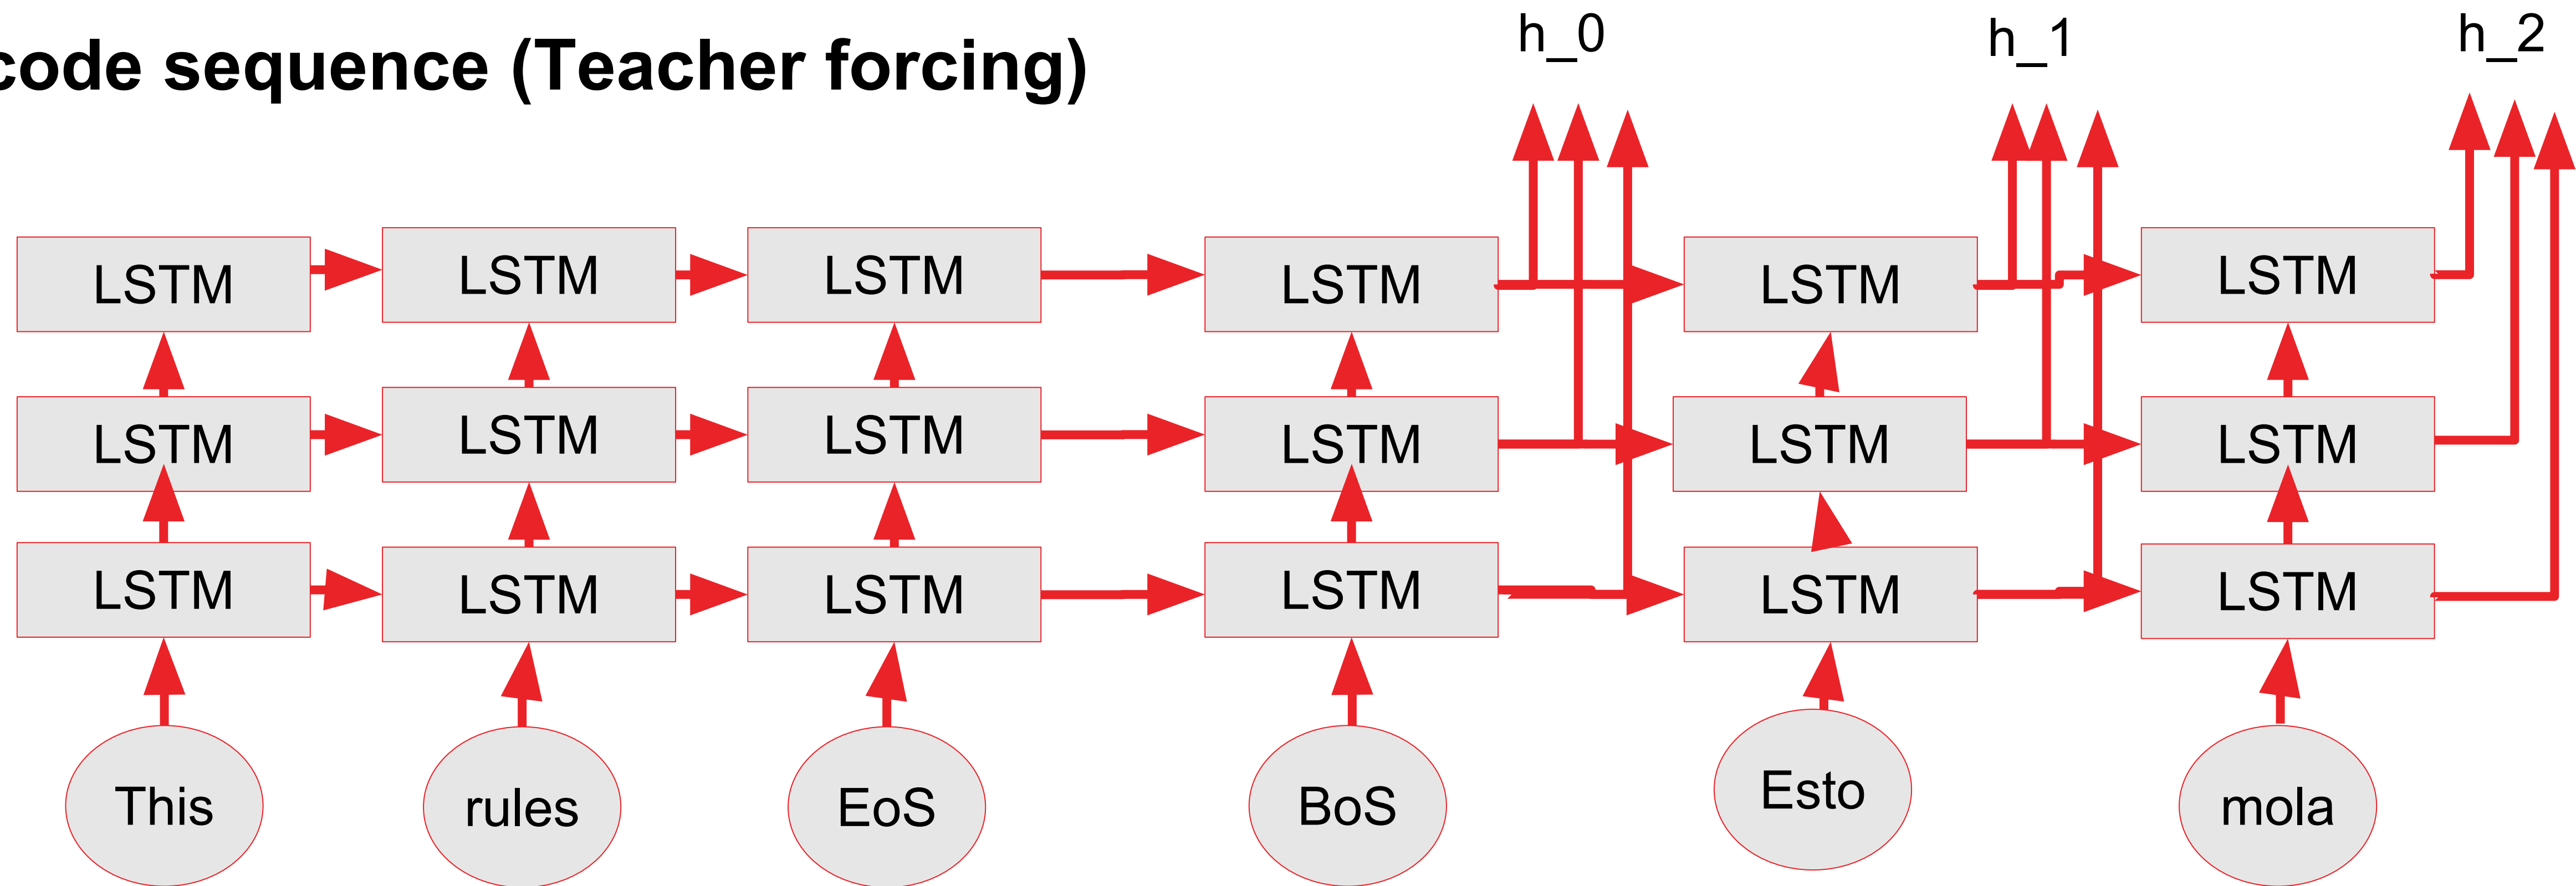 code sequence (Teacher forcing)
h_0 h_1 h_2
LSTM LSTM LSTM LSTM LSTM LSTM
LSTM LSTM LSTM LSTM LSTM LSTM
LSTM LSTM LSTM LSTM LSTM LSTM
This rules EoS BoS Esto mola